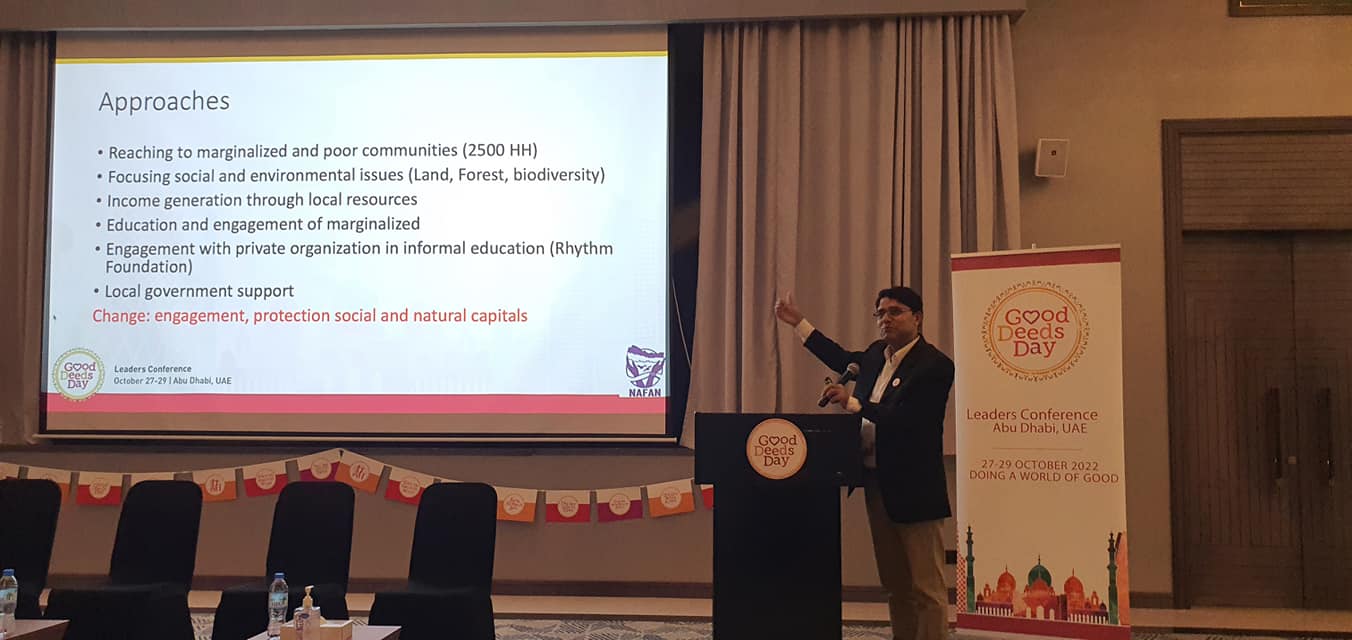 Approaches
• Reaching to marginalized and poor communities (2500 HH)
• Focusing social and environmental issues (Land, Forest, biodiversity)
• Income generation through local resources
• Education and engagement of marginalized
• Engagement with private organization in informal education (Rhythm
Foundation)
• Local government support
Change: engagement, protection social and natural capitals
Good
Deeds
Day
Leaders Conference
October 27-29 | Abu Dhabi, UAE
NAFAN
Good
Deeds
Day
Good
Deeds
Day
Leaders Conference
Abu Dhabi, UAE
27-29 OCTOBER 2022
DOING A WORLD OF GOOD